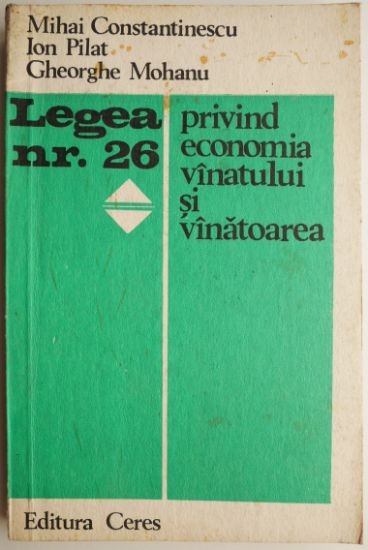 Mihai Constantinescu
Ion Pilat
Gheorghe Mohanu
Legea
nr. 26
privind
economia
vînatului
și
vînătoarea
Editura Ceres